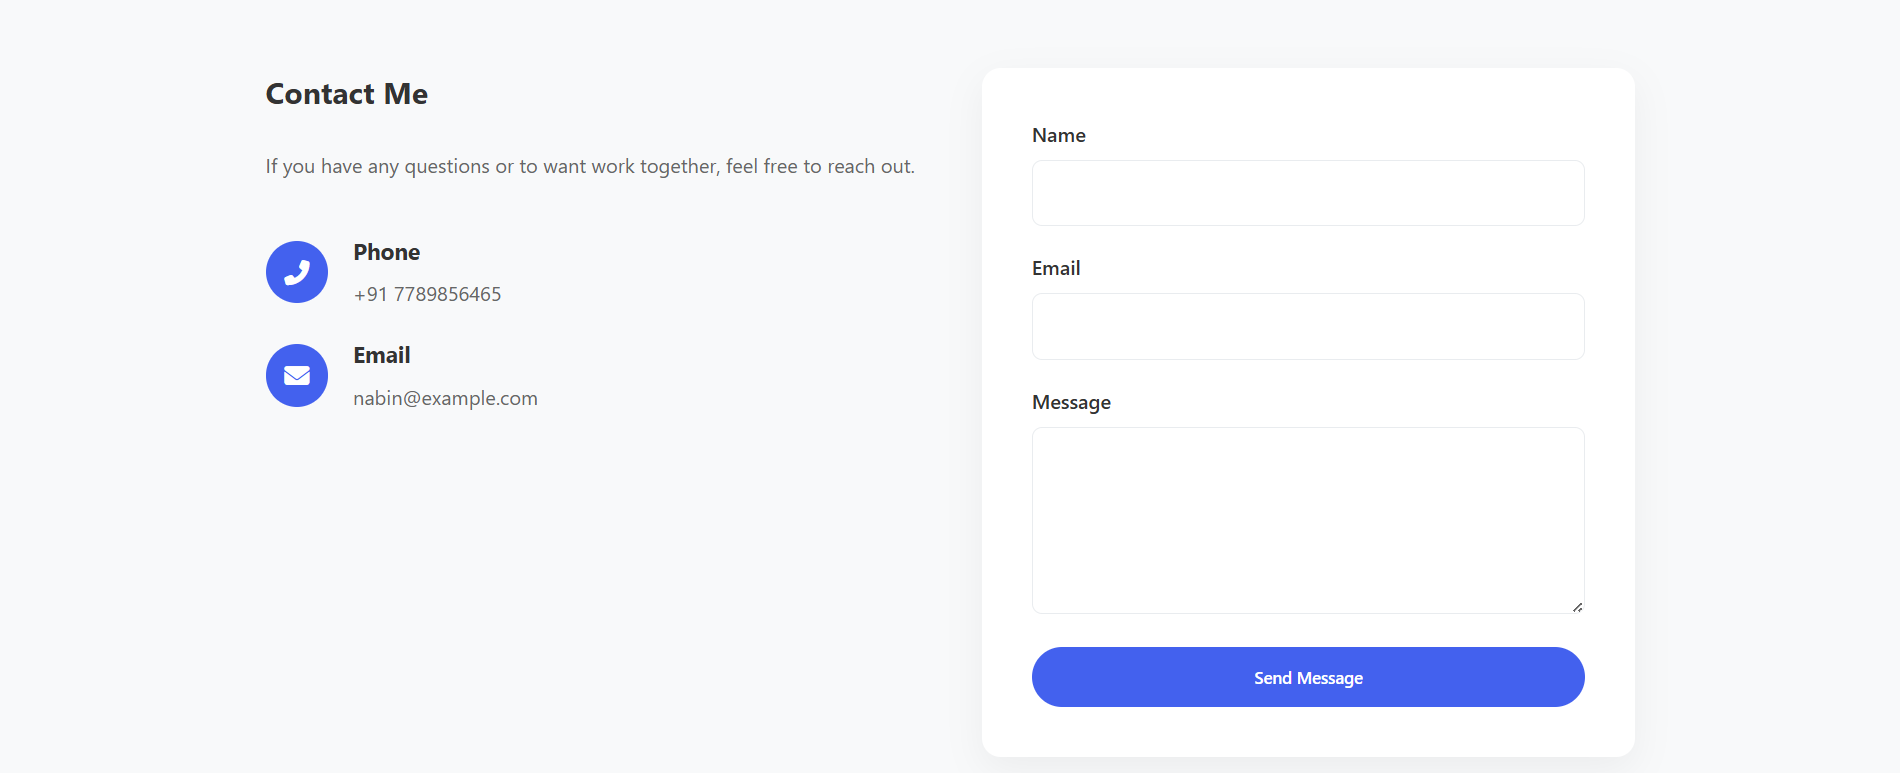 Contact Me
If you have any questions or to want work together, feel free to reach out.
Phone
+91 7789856465
Email
nabin@example.com
Name
Email
Message
Send Message